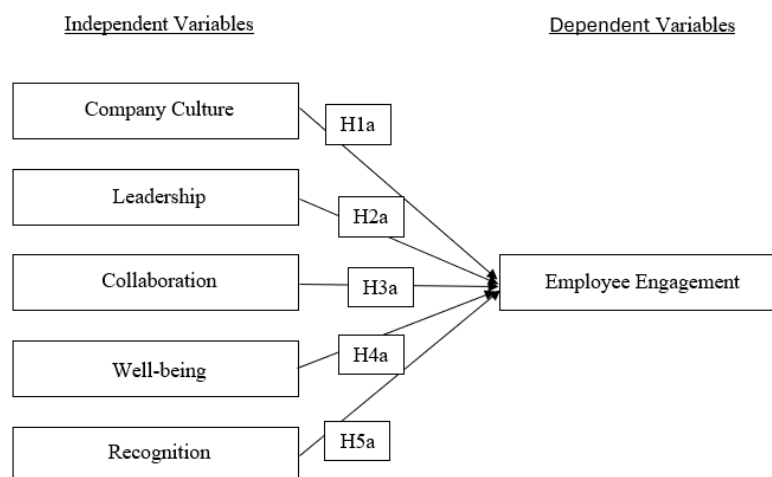 Independent Variables
Dependent Variables
Company Culture
H1a
Leadership
H2a
Collaboration
H3a
Employee Engagement
Well-being
H4a
Recognition
H5a